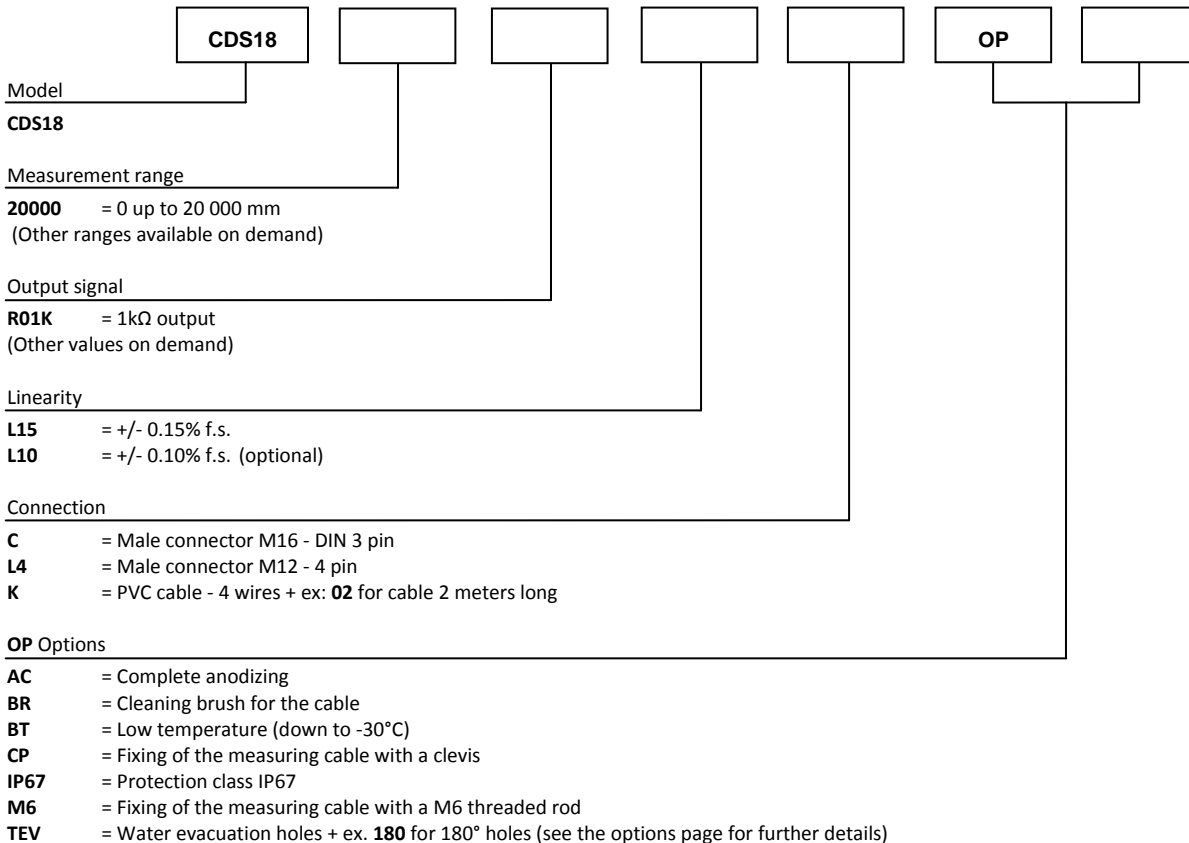 CDS18 OP
Model
CDS18
Measurement range
20000 = 0 up to 20 000 mm
(Other ranges available on demand)
Output signal
R01K = 1kΩ output
(Other values on demand)
Linearity
L15 = +/- 0.15% f.s.
L10 = +/- 0.10% f.s. (optional)
Connection
C = Male connector M16 - DIN 3 pin
L4 = Male connector M12 - 4 pin
K = PVC cable - 4 wires + ex: 02 for cable 2 meters long
OP Options
AC = Complete anodizing
BR = Cleaning brush for the cable
BT = Low temperature (down to -30°C)
CP = Fixing of the measuring cable with a clevis
IP67 = Protection class IP67
M6 = Fixing of the measuring cable with a M6 threaded rod
TEV = Water evacuation holes + ex. 180 for 180° holes (see the options page for further details)